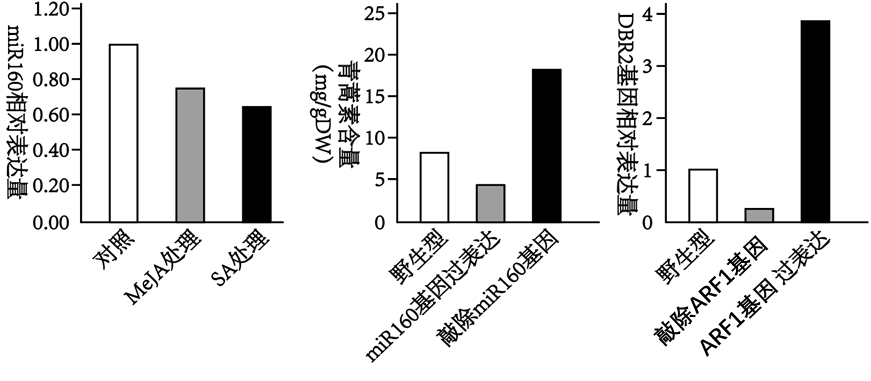 miR160相对表达量
1.20
1.00
0.80
0.60
0.40
0.20
0.00
对照
MeJA处理
SA处理
青蒿素含量
(mg/gDW)
25
20
15
10
5
0
野生型
miR160基因过表达
敲除miR160基因
DBR2基因相对表达量
4
3
2
1
0
野生型
敲除ARF1基因
ARF1基因 过表达